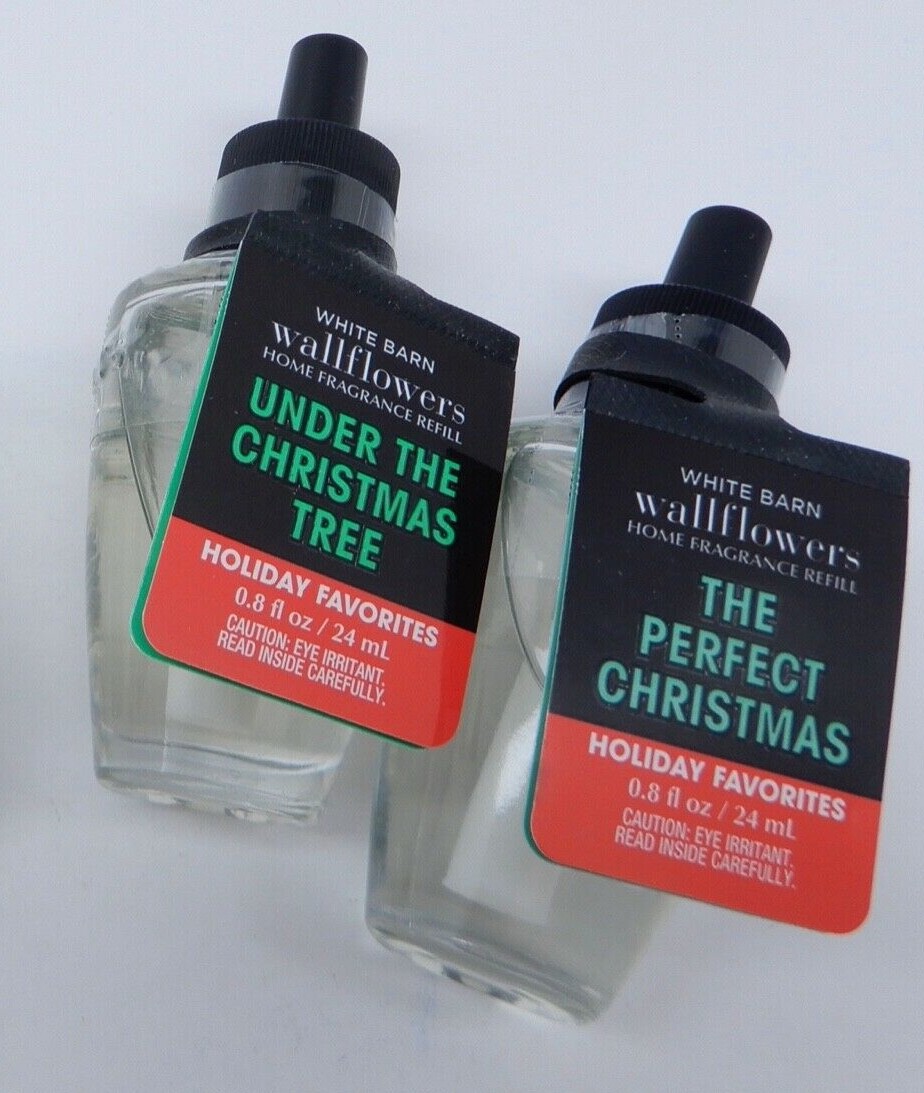 WHITE BARN
wallflowers
HOME FRAGRANCE REFILL
UNDER THE
CHRISTMAS
TREE
HOLIDAY FAVORITES
0.8 fl oz / 24 mL
CAUTION: EYE IRRITANT.
READ INSIDE CAREFULLY.
WHITE BARN
wallflowers
HOME FRAGRANCE REFILL
THE
PERFECT
CHRISTMAS
HOLIDAY FAVORITES
0.8 fl oz / 24 mL
CAUTION: EYE IRRITANT.
READ INSIDE CAREFULLY.